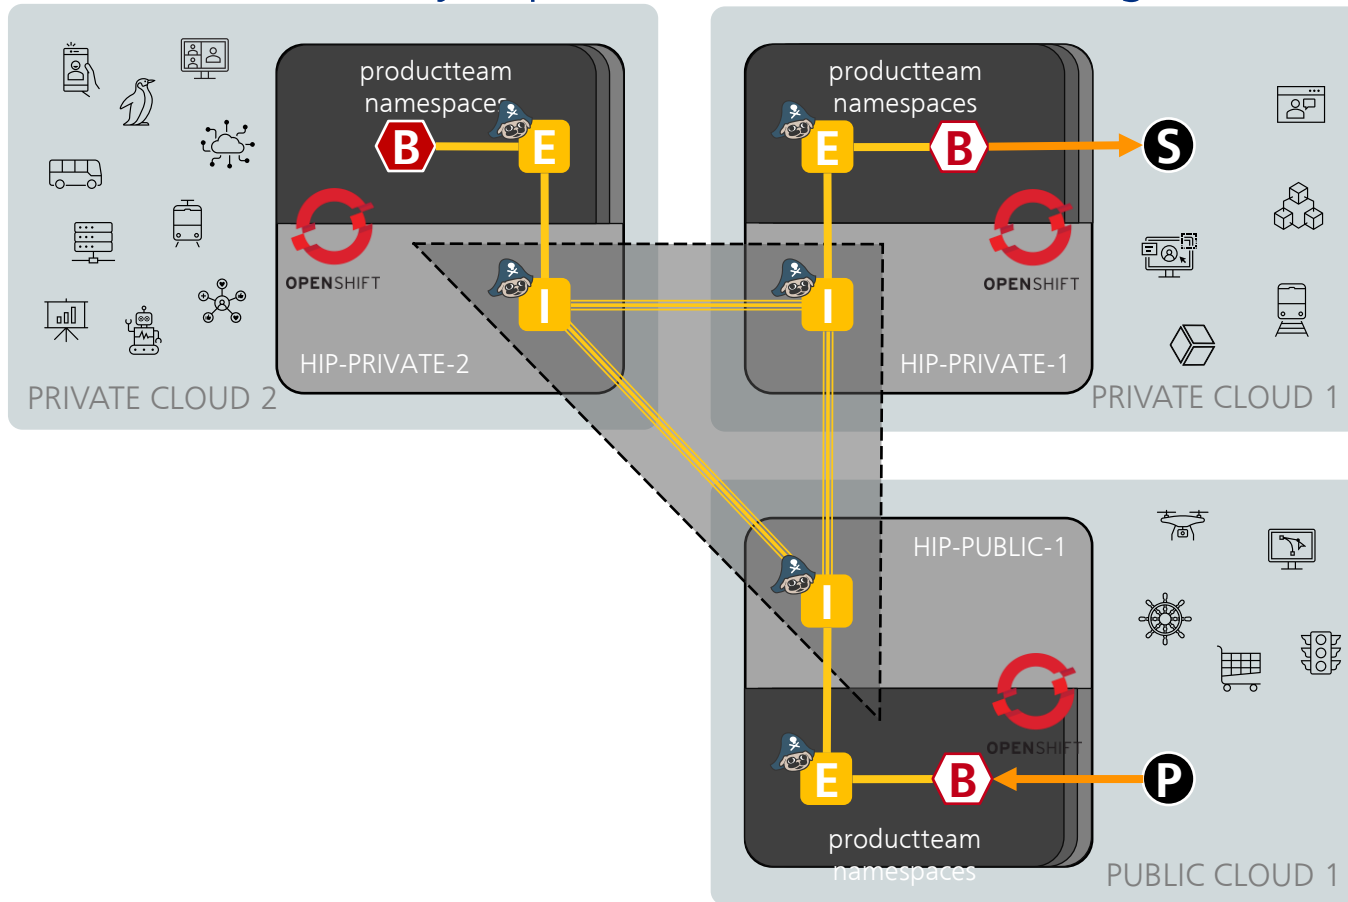 productteam
namespaces
B
E
OPENSHIFT
I
HIP-PRIVATE-2
PRIVATE CLOUD 2
productteam
namespaces
E
B
S
OPENSHIFT
I
HIP-PRIVATE-1
PRIVATE CLOUD 1
HIP-PUBLIC-1
I
OPENSHIFT
E
B
P
productteam
namespaces
PUBLIC CLOUD 1